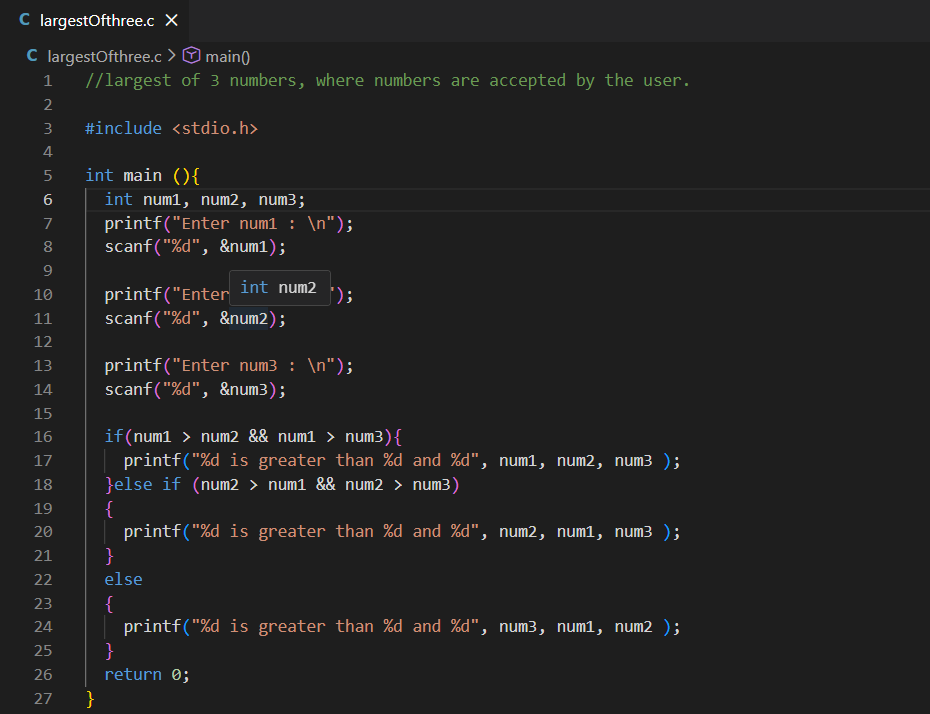 C largestOfthree.c ✕
C largestOfthree.c > main()
1 //largest of 3 numbers, where numbers are accepted by the user.
2
3 #include <stdio.h>
4
5 int main (){
6 int num1, num2, num3;
7 printf("Enter num1 : \n");
8 scanf("%d", &num1);
9
int num2
10 printf("Enter ");
11 scanf("%d", &num2);
12
13 printf("Enter num3 : \n");
14 scanf("%d", &num3);
15
16 if(num1 > num2 && num1 > num3){
17 printf("%d is greater than %d and %d", num1, num2, num3 );
18 }else if (num2 > num1 && num2 > num3)
19 {
20 printf("%d is greater than %d and %d", num2, num1, num3 );
21 }
22 else
23 {
24 printf("%d is greater than %d and %d", num3, num1, num2 );
25 }
26 return 0;
27 }